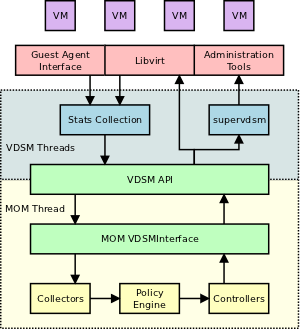 VM
VM
VM
VM
Guest Agent
Interface
Libvirt
Administration
Tools
Stats Collection
supervdsm
VDSM Threads
VDSM API
MOM Thread
MOM VDSMInterface
Collectors
Policy
Engine
Controllers